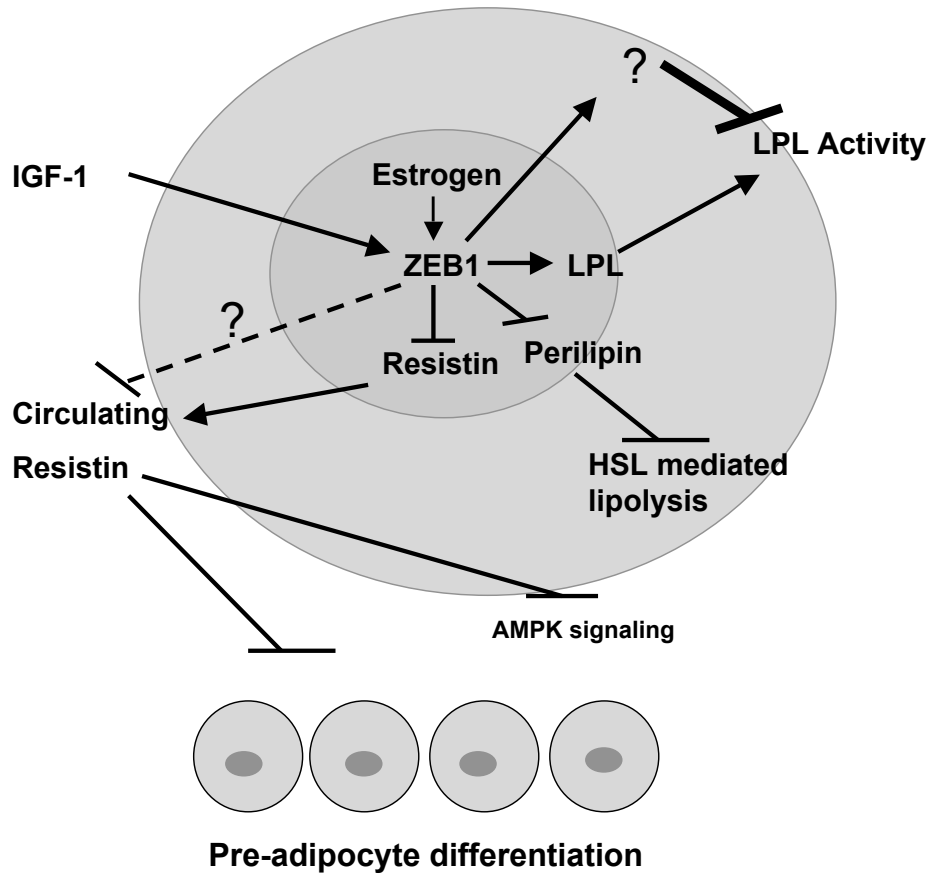 ?
LPL Activity
IGF-1
Estrogen
ZEB1
LPL
?
Resistin
Perilipin
Circulating
Resistin
HSL mediated
lipolysis
AMPK signaling
Pre-adipocyte differentiation